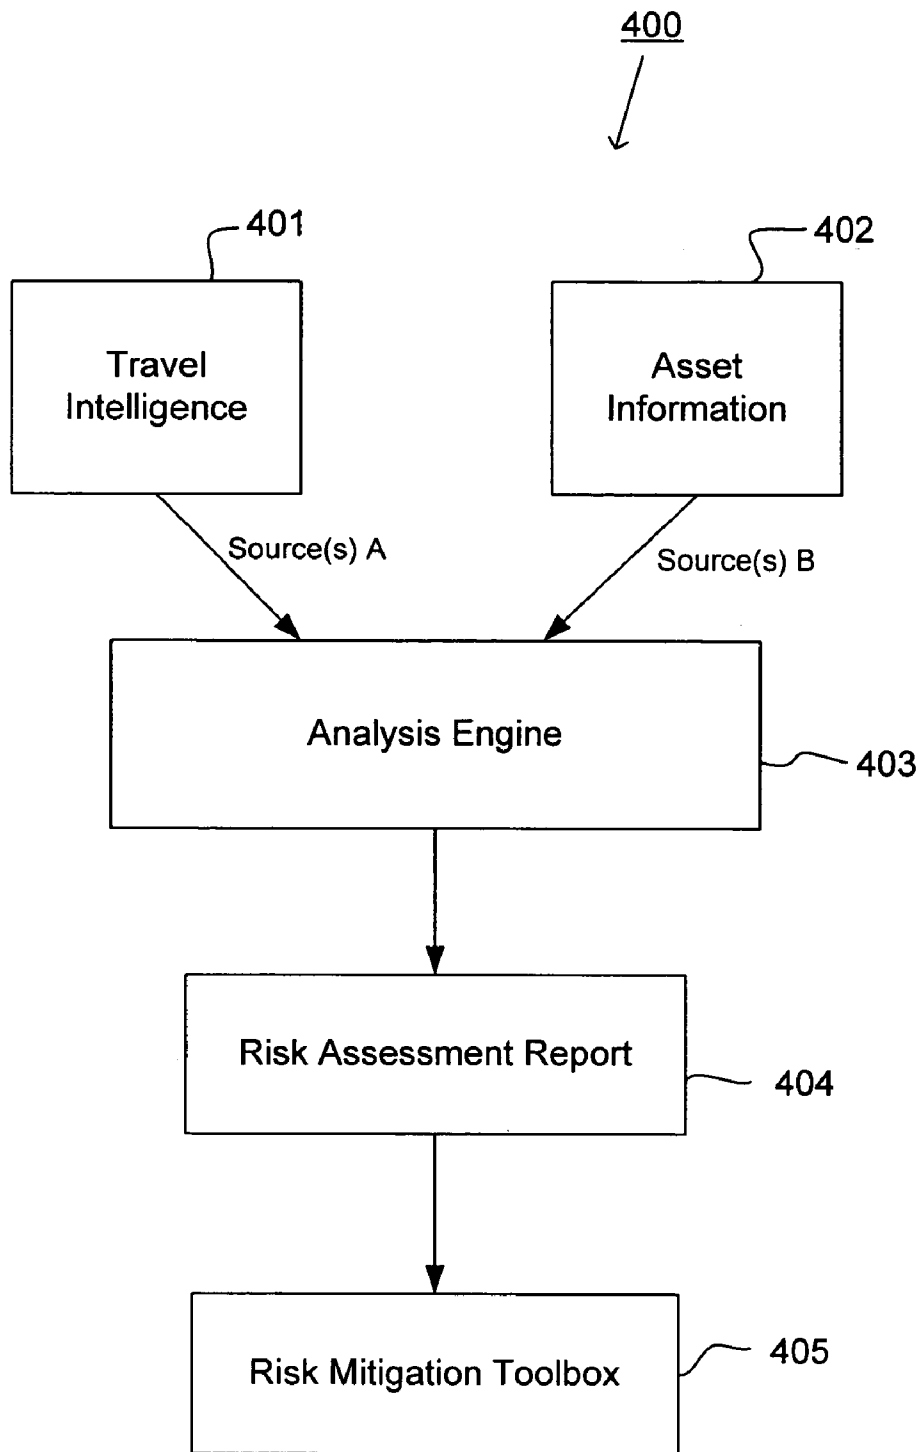 400
401
402
Travel
Intelligence
Asset
Information
Source(s) A
Source(s) B
Analysis Engine
403
Risk Assessment Report
404
Risk Mitigation Toolbox
405